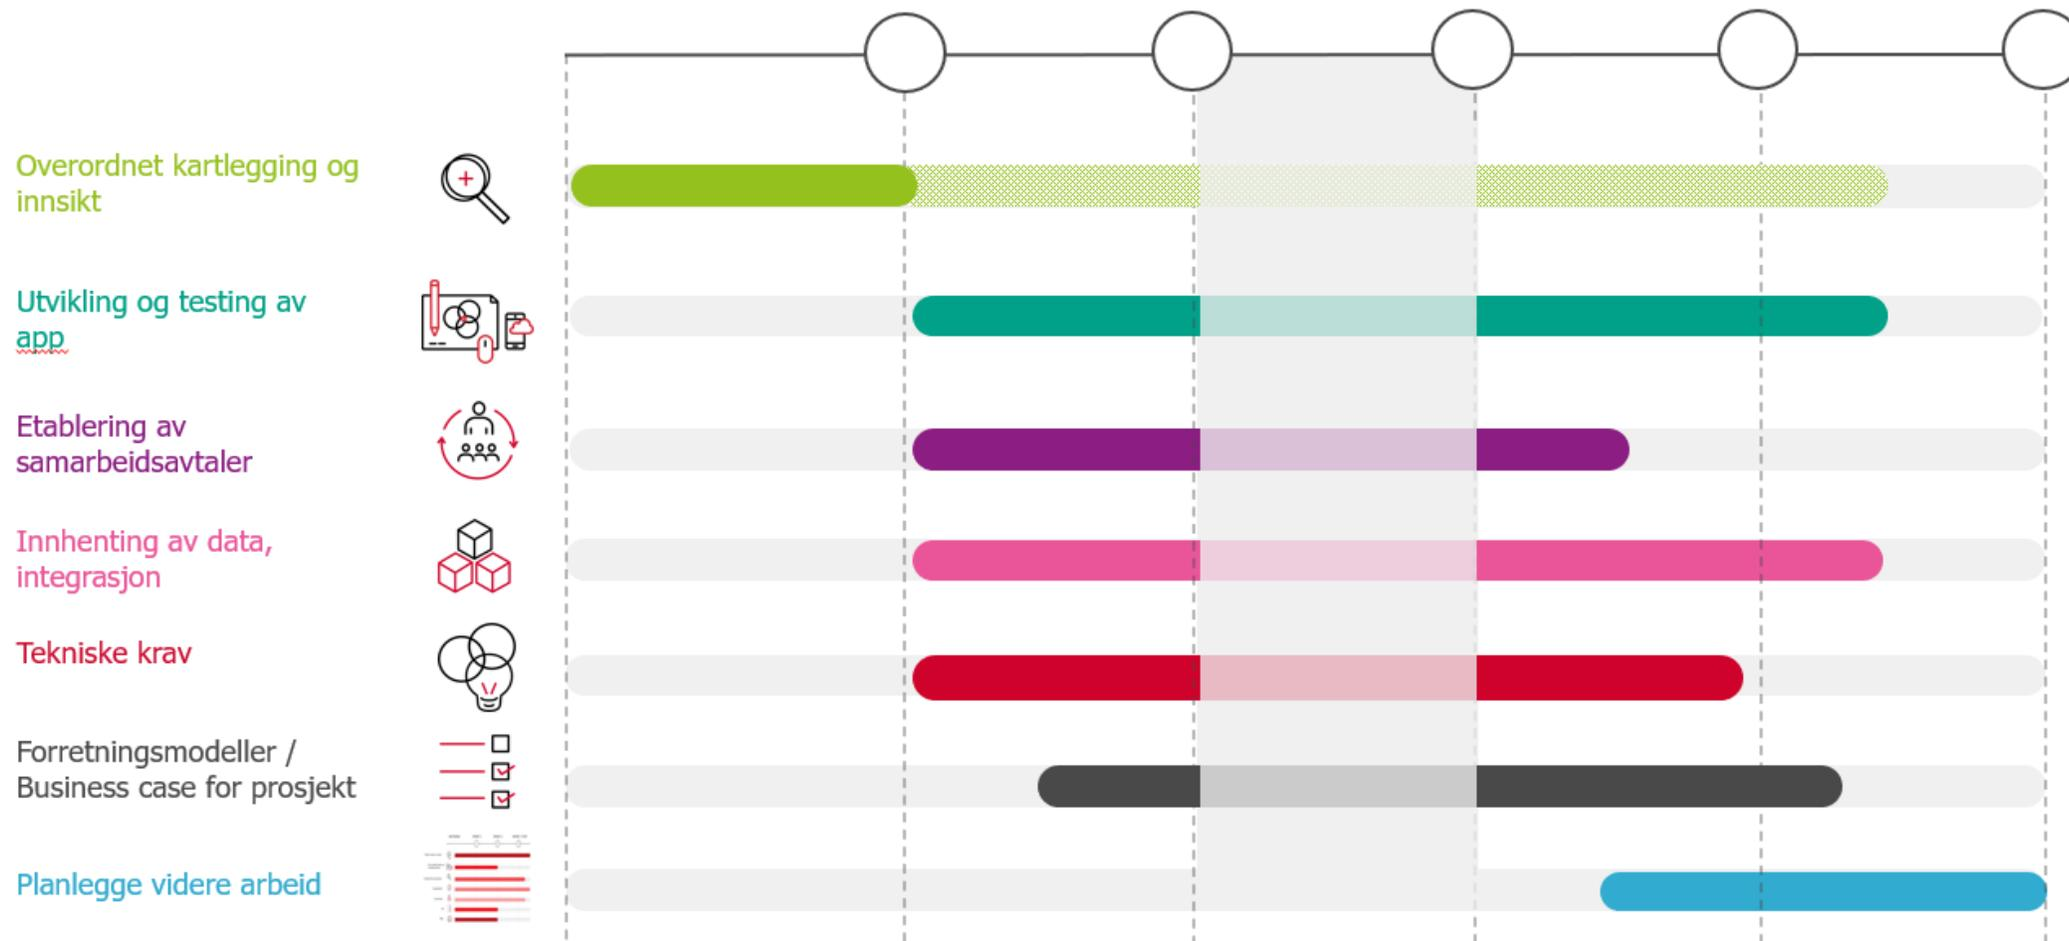 Overordnet kartlegging og
innsikt
Utvikling og testing av
app
Etablering av
samarbeidsavtaler
Innhenting av data,
integrasjon
Tekniske krav
Forretningsmodeller /
Business case for prosjekt
Planlegge videre arbeid